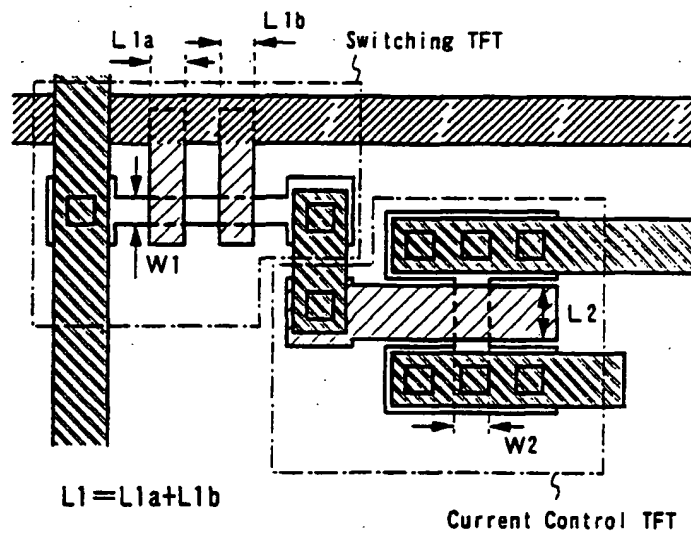 L1b
L1a
Switching TFT
W1
L2
W2
L1=L1a+L1b
Current Control TFT